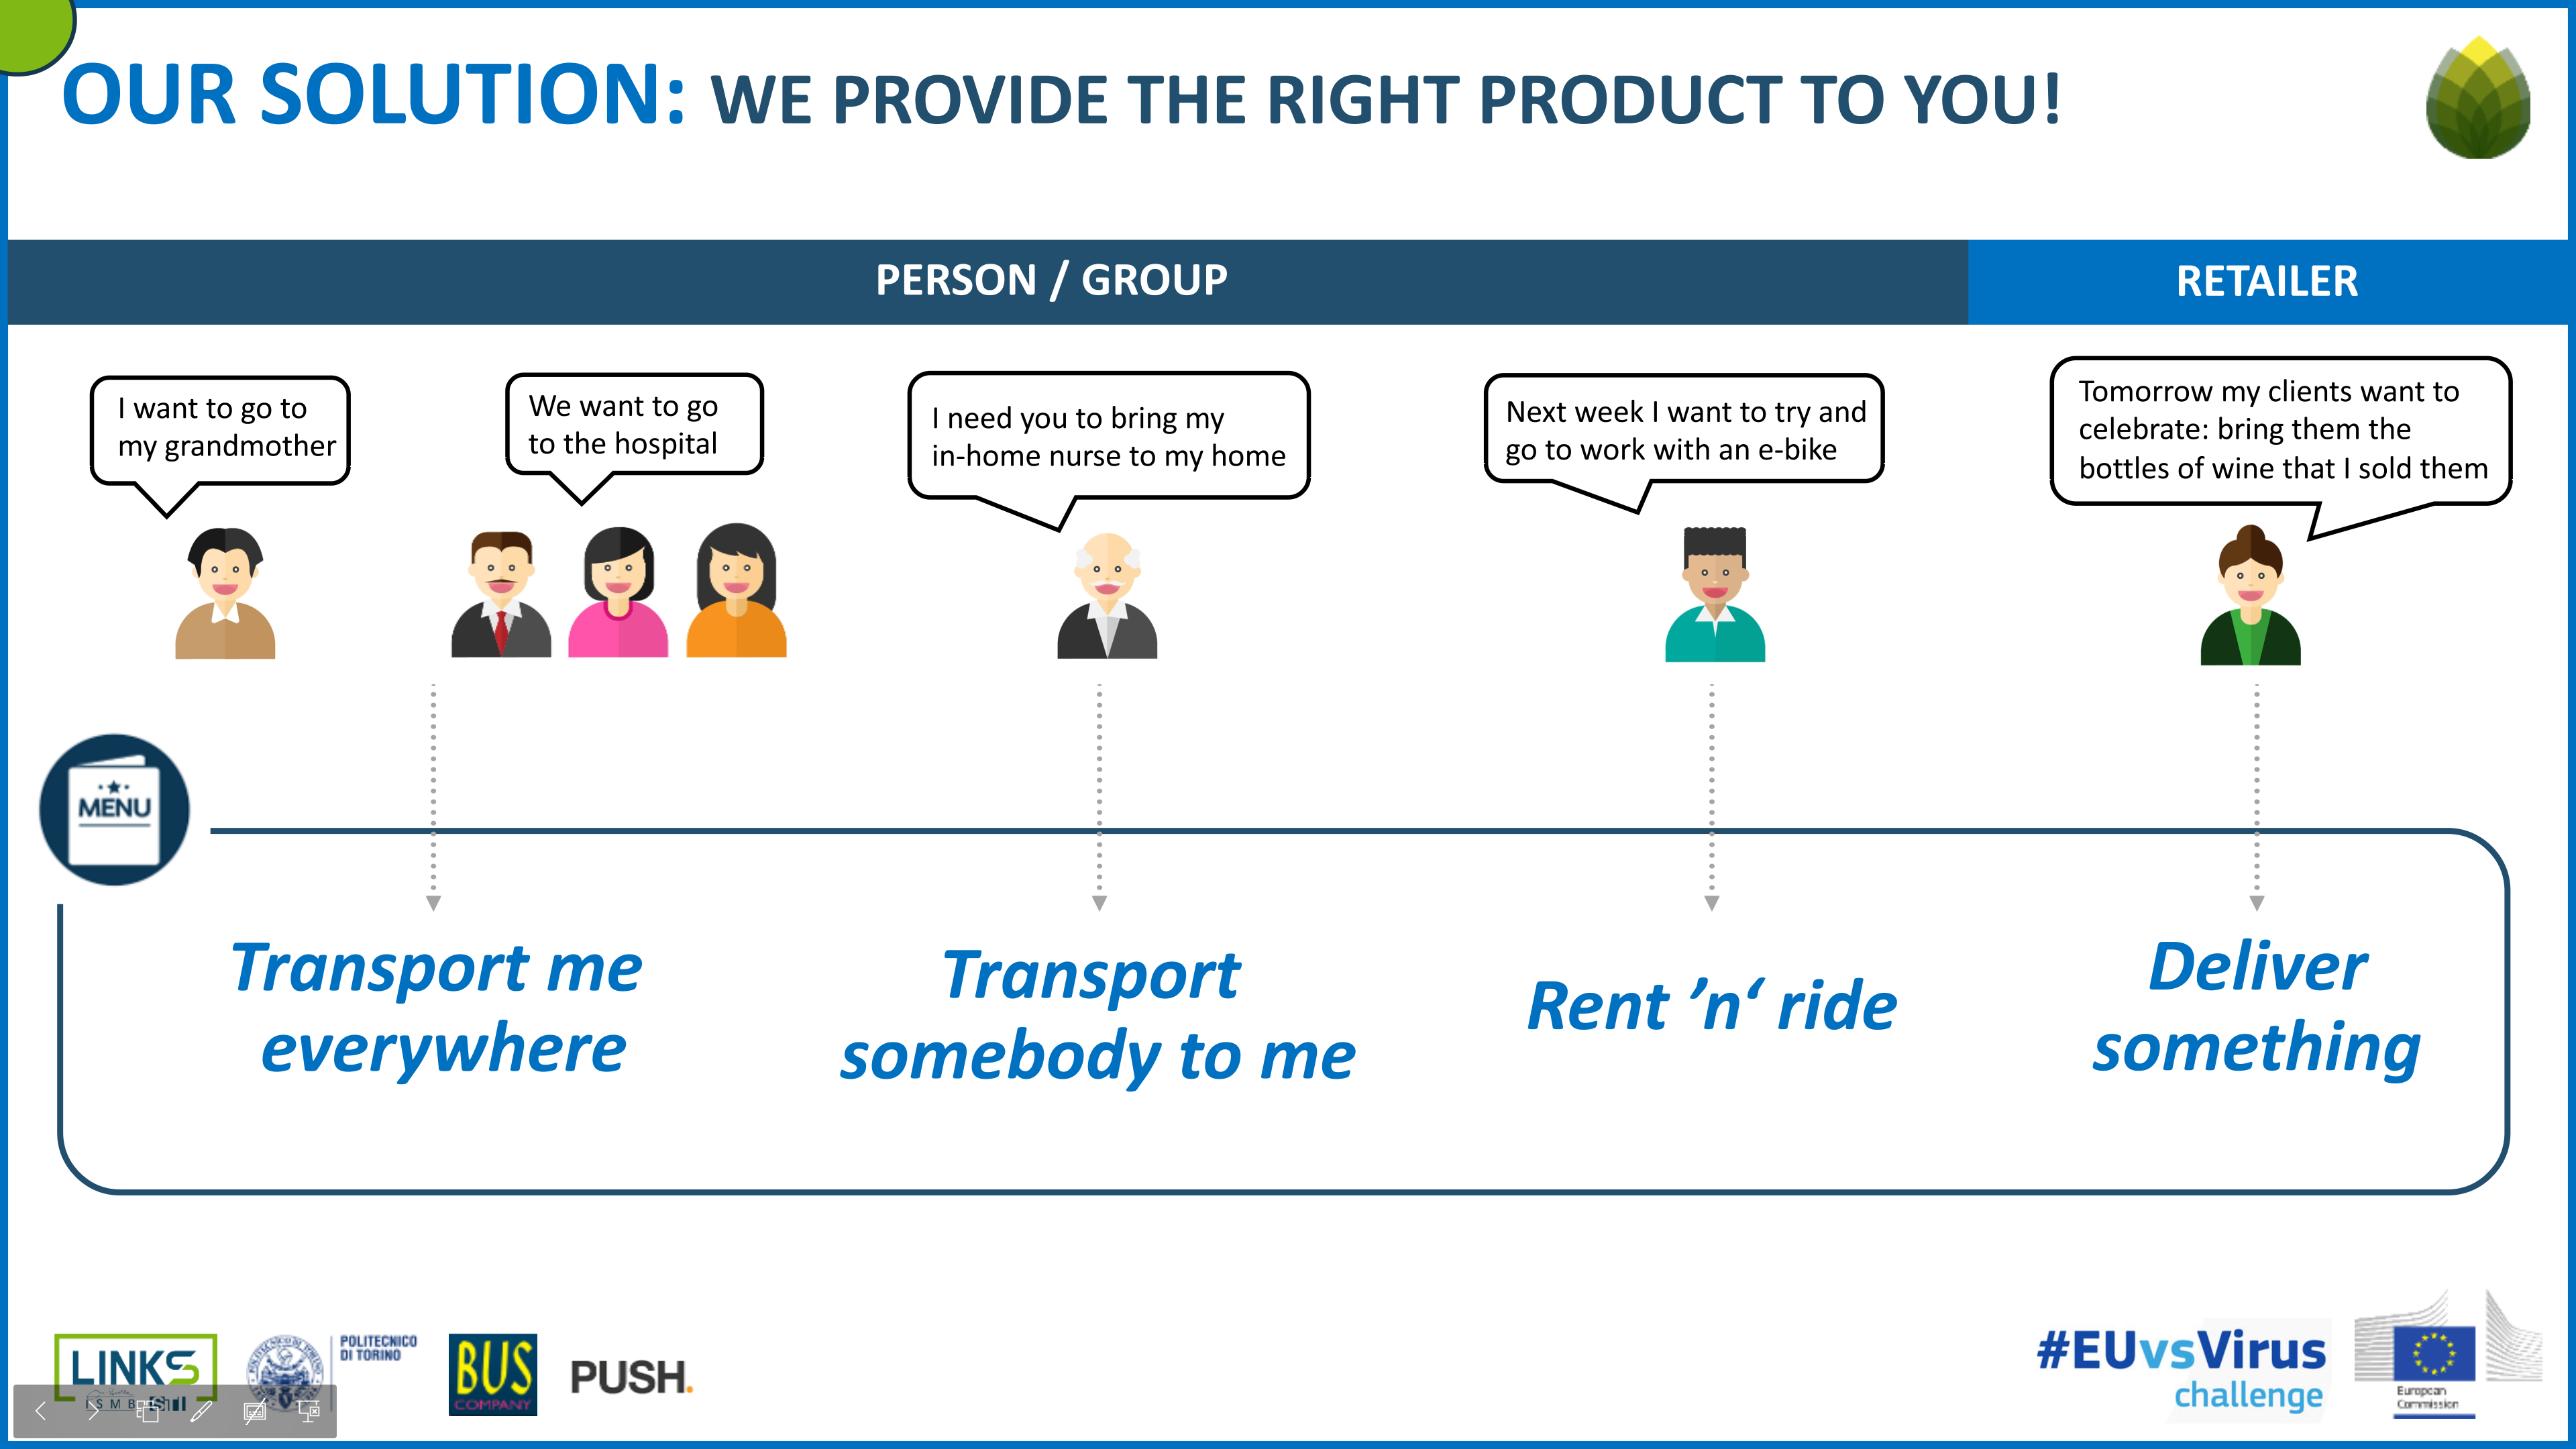 OUR SOLUTION: WE PROVIDE THE RIGHT PRODUCT TO YOU!
PERSON / GROUP
RETAILER
I want to go to
my grandmother
We want to go
to the hospital
I need you to bring my
in-home nurse to my home
Next week I want to try and
go to work with an e-bike
Tomorrow my clients want to
celebrate: bring them the
bottles of wine that I sold them
MENU
Transport me
everywhere
Transport
somebody to me
Rent ’n‘ ride
Deliver
something
LINKS
ISMB
POLITECNICO
DI TORINO
BUS
COMPANY
PUSH.
#EUvsVirus
challenge
European
Commission